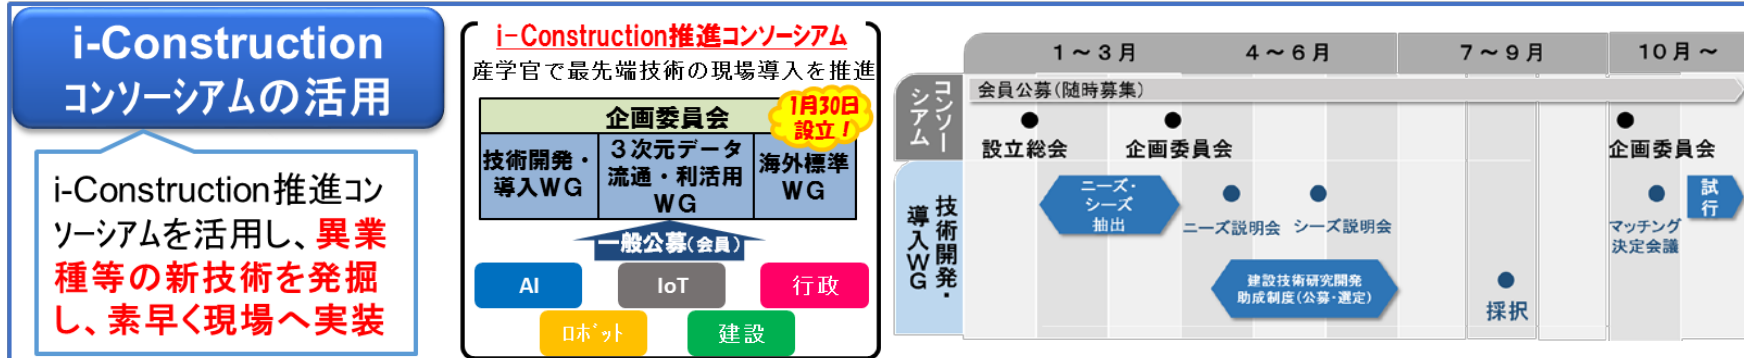 i-Construction
コンソーシアムの活用
i-Construction推進コン
ソーシアムを活用し、異業
種等の新技術を発掘
し、素早く現場へ実装
i-Construction推進コンソーシアム
産学官で最先端技術の現場導入を推進
企画委員会
1月30日
設立！
技術開発・
導入WG
３次元データ
流通・利活用
WG
海外標準
WG
一般公募(会員)
AI
IoT
行政
ﾛﾎﾞｯﾄ
建設
１～３月
４～６月
７～９月
10月～
コンソー
シアム
会員公募(随時募集)
設立総会
企画委員会
企画委員会
技術開発・
導入WG
ニーズ・
シーズ
抽出
ニーズ説明会
シーズ説明会
マッチング
決定会議
試
行
建設技術研究開発
助成制度(公募・選定)
採択